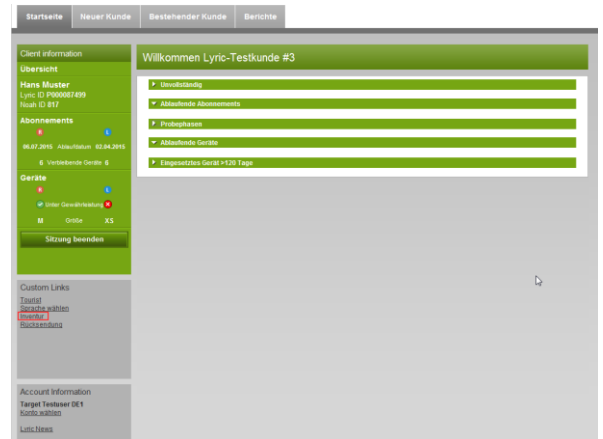 Startseite Neuer Kunde Bestehender Kunde Berichte
Client information
Übersicht
Hans Muster
Lyric ID P000087499
Noah ID 817
Abonnements
R L
06.07.2015 Ablaufdatum 02.04.2015
6 Verbleibende Geräte 6
Geräte
R L
Unter Gewährleistung
M Größe XS
Sitzung beenden
Willkommen Lyric-Testkunde #3
Unvollständig
Ablaufende Abonnements
Probephasen
Ablaufende Geräte
Eingesetztes Gerät >120 Tage
Custom Links
Tourist
Sprache wählen
Inventur
Rücksendung
Account Information
Target Testuser DE1
Konto wählen
Lyric News